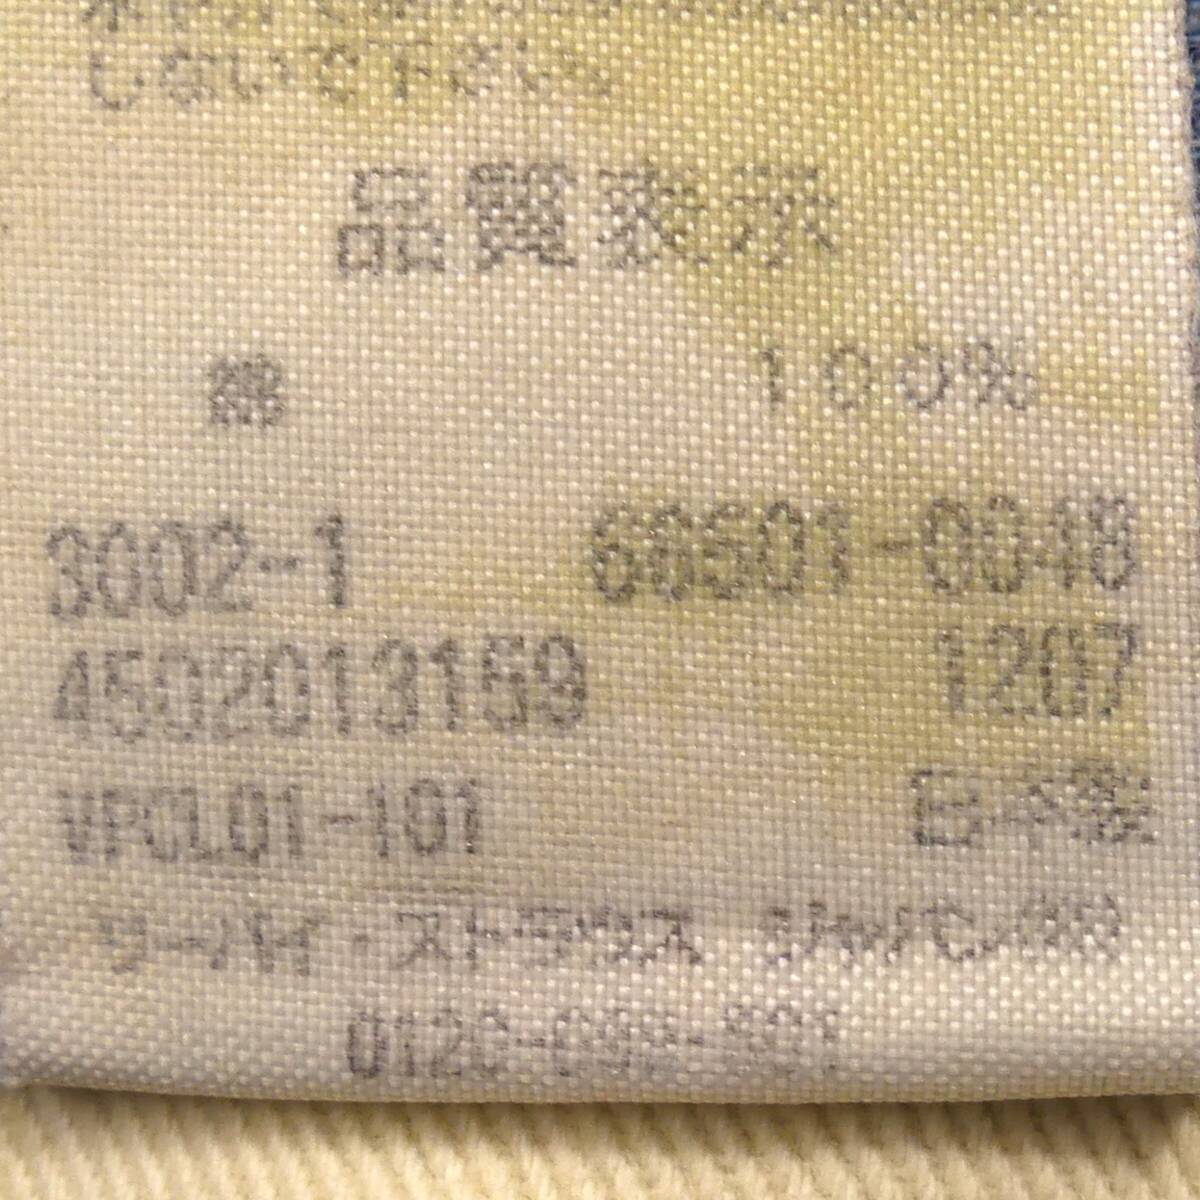 しないで下さい。
品質表示
綿 100%
3002-1 66501-0048
4502013159 1207
VPCL01-101 日本製
リーバイ・ストラウス ジャパン(株)